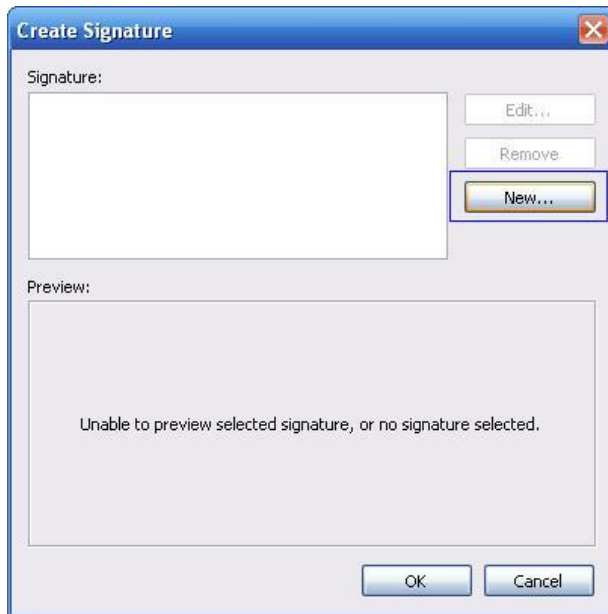 Create Signature
Signature:
Edit...
Remove
New...
Preview:
Unable to preview selected signature, or no signature selected.
OK
Cancel